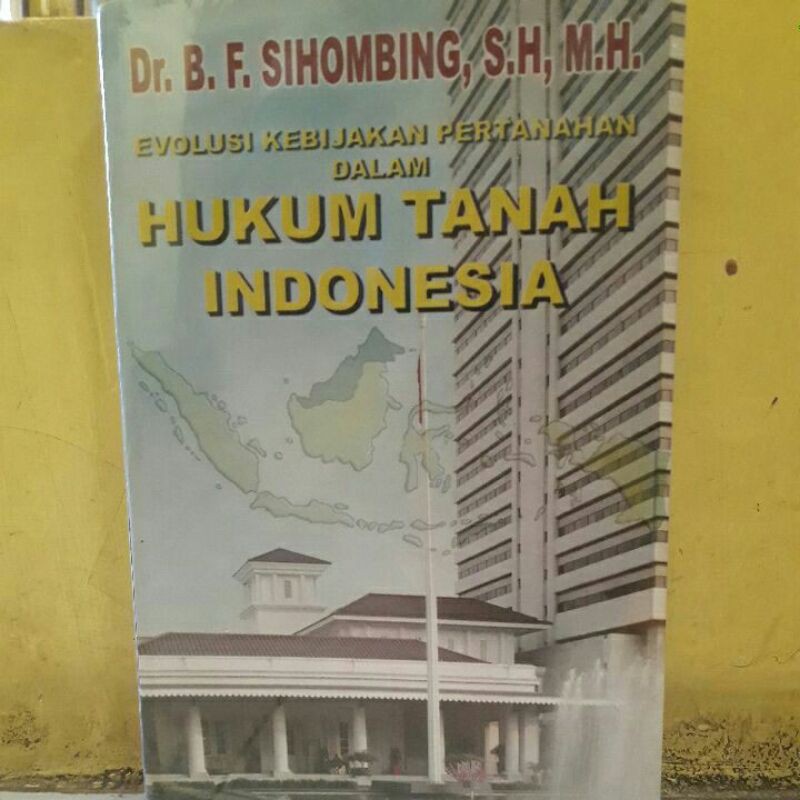 Dr. B. F. SIHOMBING, S.H, M.H.
EVOLUSI KEBIJAKAN PERTANAHAN
DALAM
HUKUM TANAH
INDONESIA